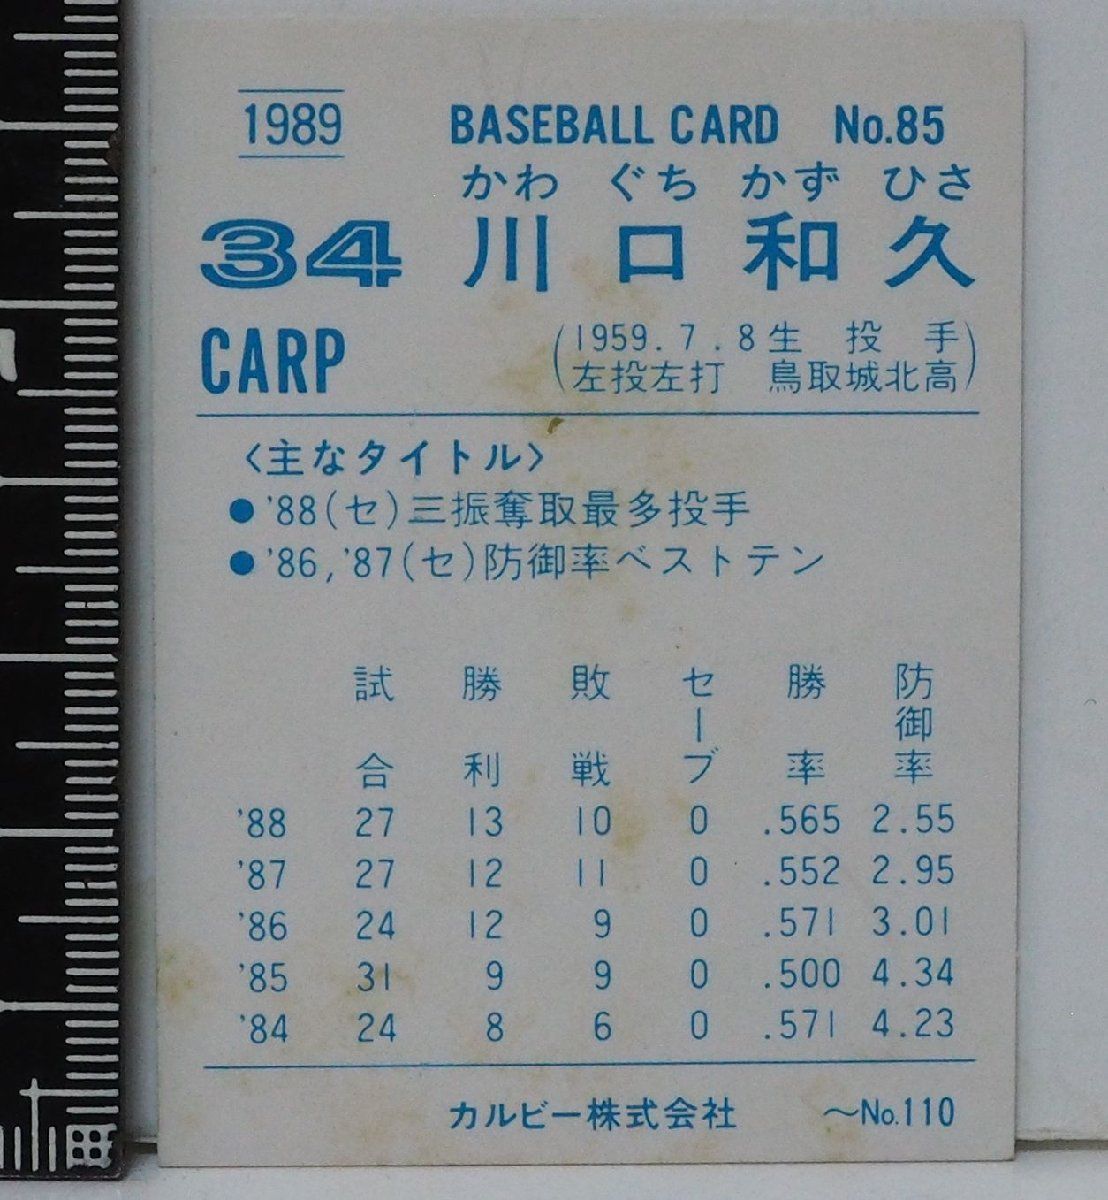 1989 BASEBALL CARD No.85
かわ ぐち かず ひさ
34 川口和久
CARP
(1959.7.8生 投手
左投左打 鳥取城北高)
〈主なタイトル〉
●'88(セ)三振奪取最多投手
●'86,'87(セ)防御率ベストテン
試合 勝利 敗戦 セーブ 勝率 防御率
'88 27 13 10 0 .565 2.55
'87 27 12 11 0 .552 2.95
'86 24 12 9 0 .571 3.01
'85 31 9 9 0 .500 4.34
'84 24 8 6 0 .571 4.23
カルビー株式会社 ~No.110